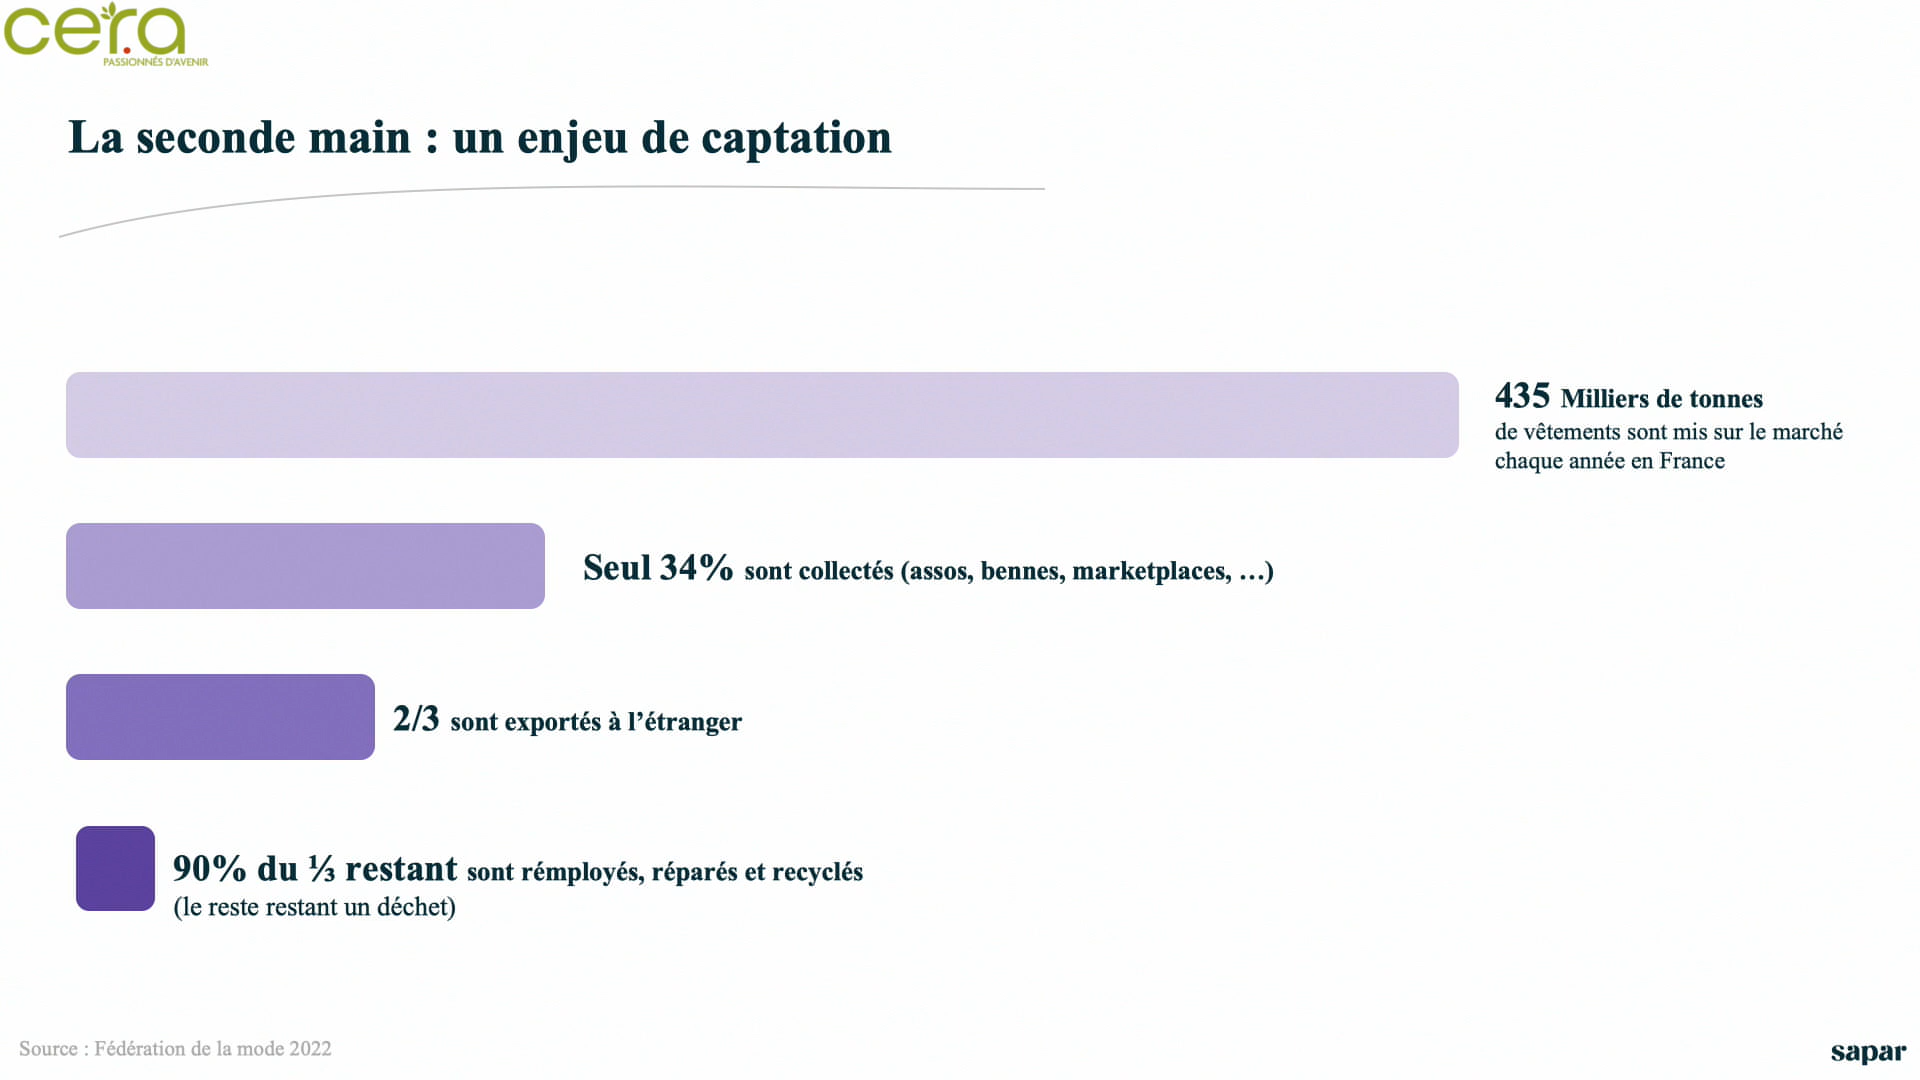 cera
PASSIONNÉS D'AVENIR
La seconde main : un enjeu de captation
435 Milliers de tonnes
de vêtements sont mis sur le marché
chaque année en France
Seul 34% sont collectés (assos, bennes, marketplaces, …)
2/3 sont exportés à l’étranger
90% du ⅓ restant sont rémployés, réparés et recyclés
(le reste restant un déchet)
Source : Fédération de la mode 2022
sapar